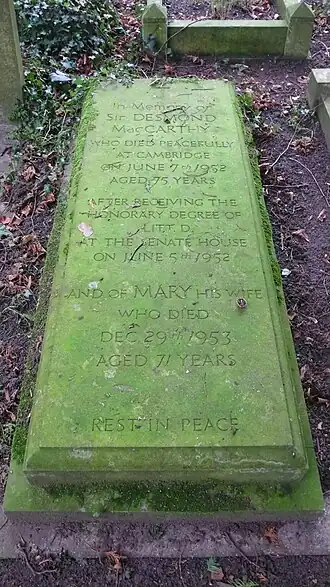 In Memory of
Sir DESMOND
MacCARTHY
WHO DIED PEACEFULLY
AT CAMBRIDGE
ON JUNE 7TH 1952
AGED 75 YEARS
AFTER RECEIVING THE
HONORARY DEGREE OF
LITT. D.
AT THE SENATE HOUSE
ON JUNE 5TH 1952
AND OF MARY HIS WIFE
WHO DIED
DEC 29TH 1953
AGED 71 YEARS
REST IN PEACE